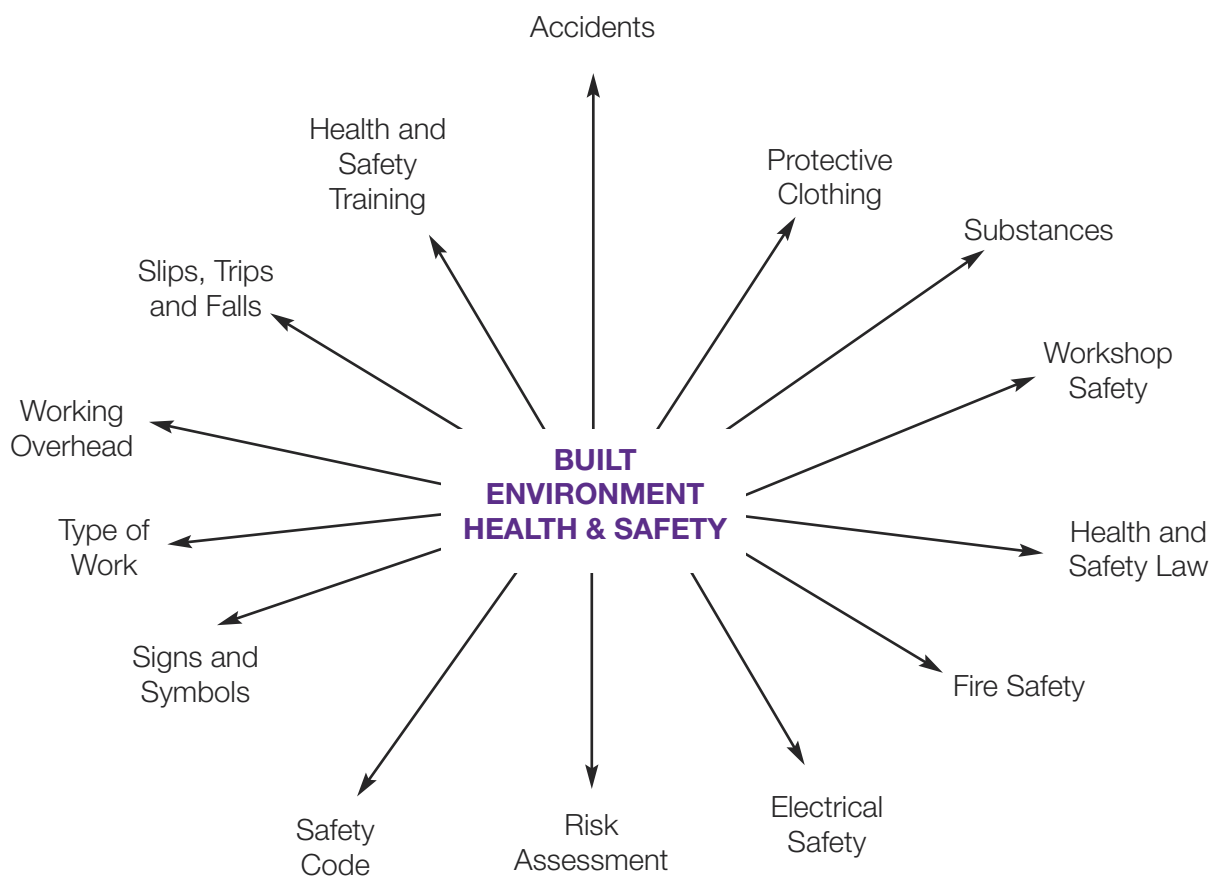 Accidents
Health and
Safety
Training
Protective
Clothing
Substances
Slips, Trips
and Falls
Workshop
Safety
Working
Overhead
BUILT
ENVIRONMENT
HEALTH & SAFETY
Type of
Work
Health and
Safety Law
Signs and
Symbols
Fire Safety
Safety
Code
Risk
Assessment
Electrical
Safety